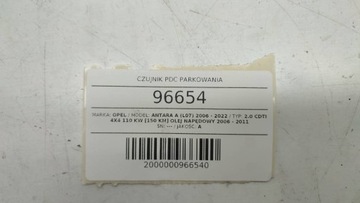 CZUJNIK PDC PARKOWANIA
96654
MARKA: OPEL / MODEL: ANTARA A (L07) 2006 - 2022 / TYP: 2.0 CDTI
4X4 110 KW [150 KM] OLEJ NAPĘDOWY 2006 - 2011
SN: --- / JAKOŚĆ: A
2000000966540